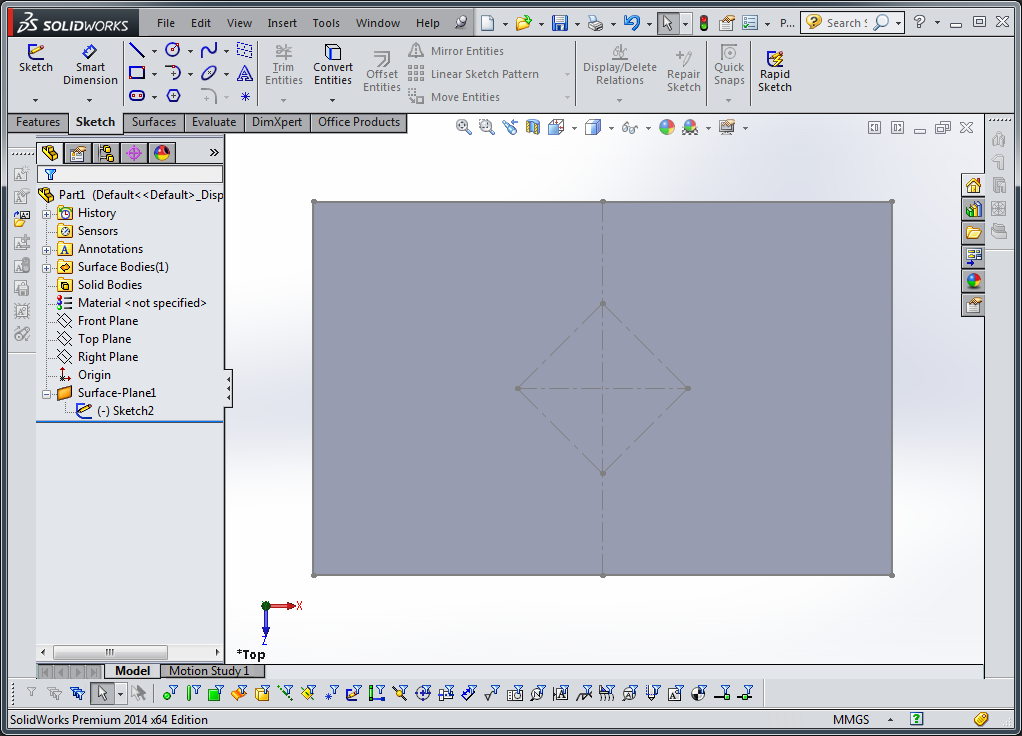 SOLIDWORKS File Edit View Insert Tools Window Help P... Search S
Sketch
Smart Dimension
Trim Entities
Convert Entities
Offset Entities
Mirror Entities
Linear Sketch Pattern
Move Entities
Display/Delete Relations
Repair Sketch
Quick Snaps
Rapid Sketch
Features Sketch Surfaces Evaluate DimXpert Office Products
Part1 (Default<<Default>_Disp
History
Sensors
Annotations
Surface Bodies(1)
Solid Bodies
Material <not specified>
Front Plane
Top Plane
Right Plane
Origin
Surface-Plane1
(-) Sketch2
X
Z
*Top
Model Motion Study 1
SolidWorks Premium 2014 x64 Edition MMGS